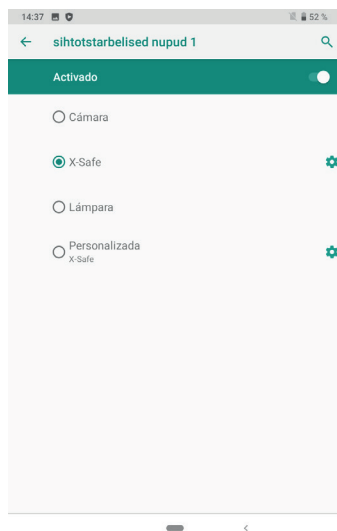 14:37 52 %
sihtotstarbelised nupud 1
Activado
Cámara
X-Safe
Lámpara
Personalizada
X-Safe